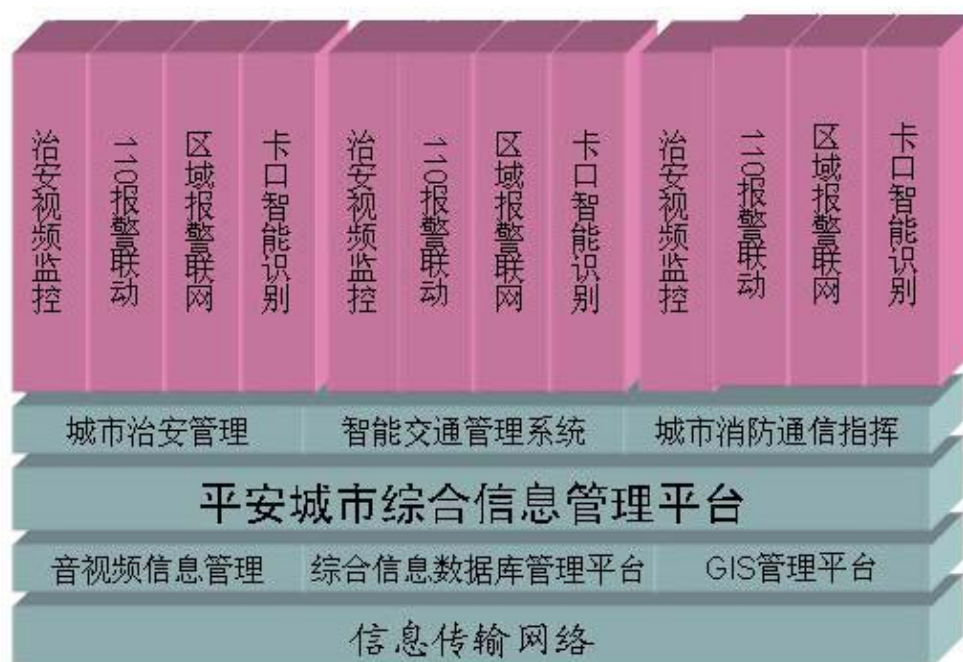 治安视频监控
110报警联动
区域报警联网
卡口智能识别
治安视频监控
110报警联动
区域报警联网
卡口智能识别
治安视频监控
110报警联动
区域报警联网
卡口智能识别
城市治安管理
智能交通管理系统
城市消防通信指挥
平安城市综合信息管理平台
音视频信息管理
综合信息数据库管理平台
GIS管理平台
信息传输网络